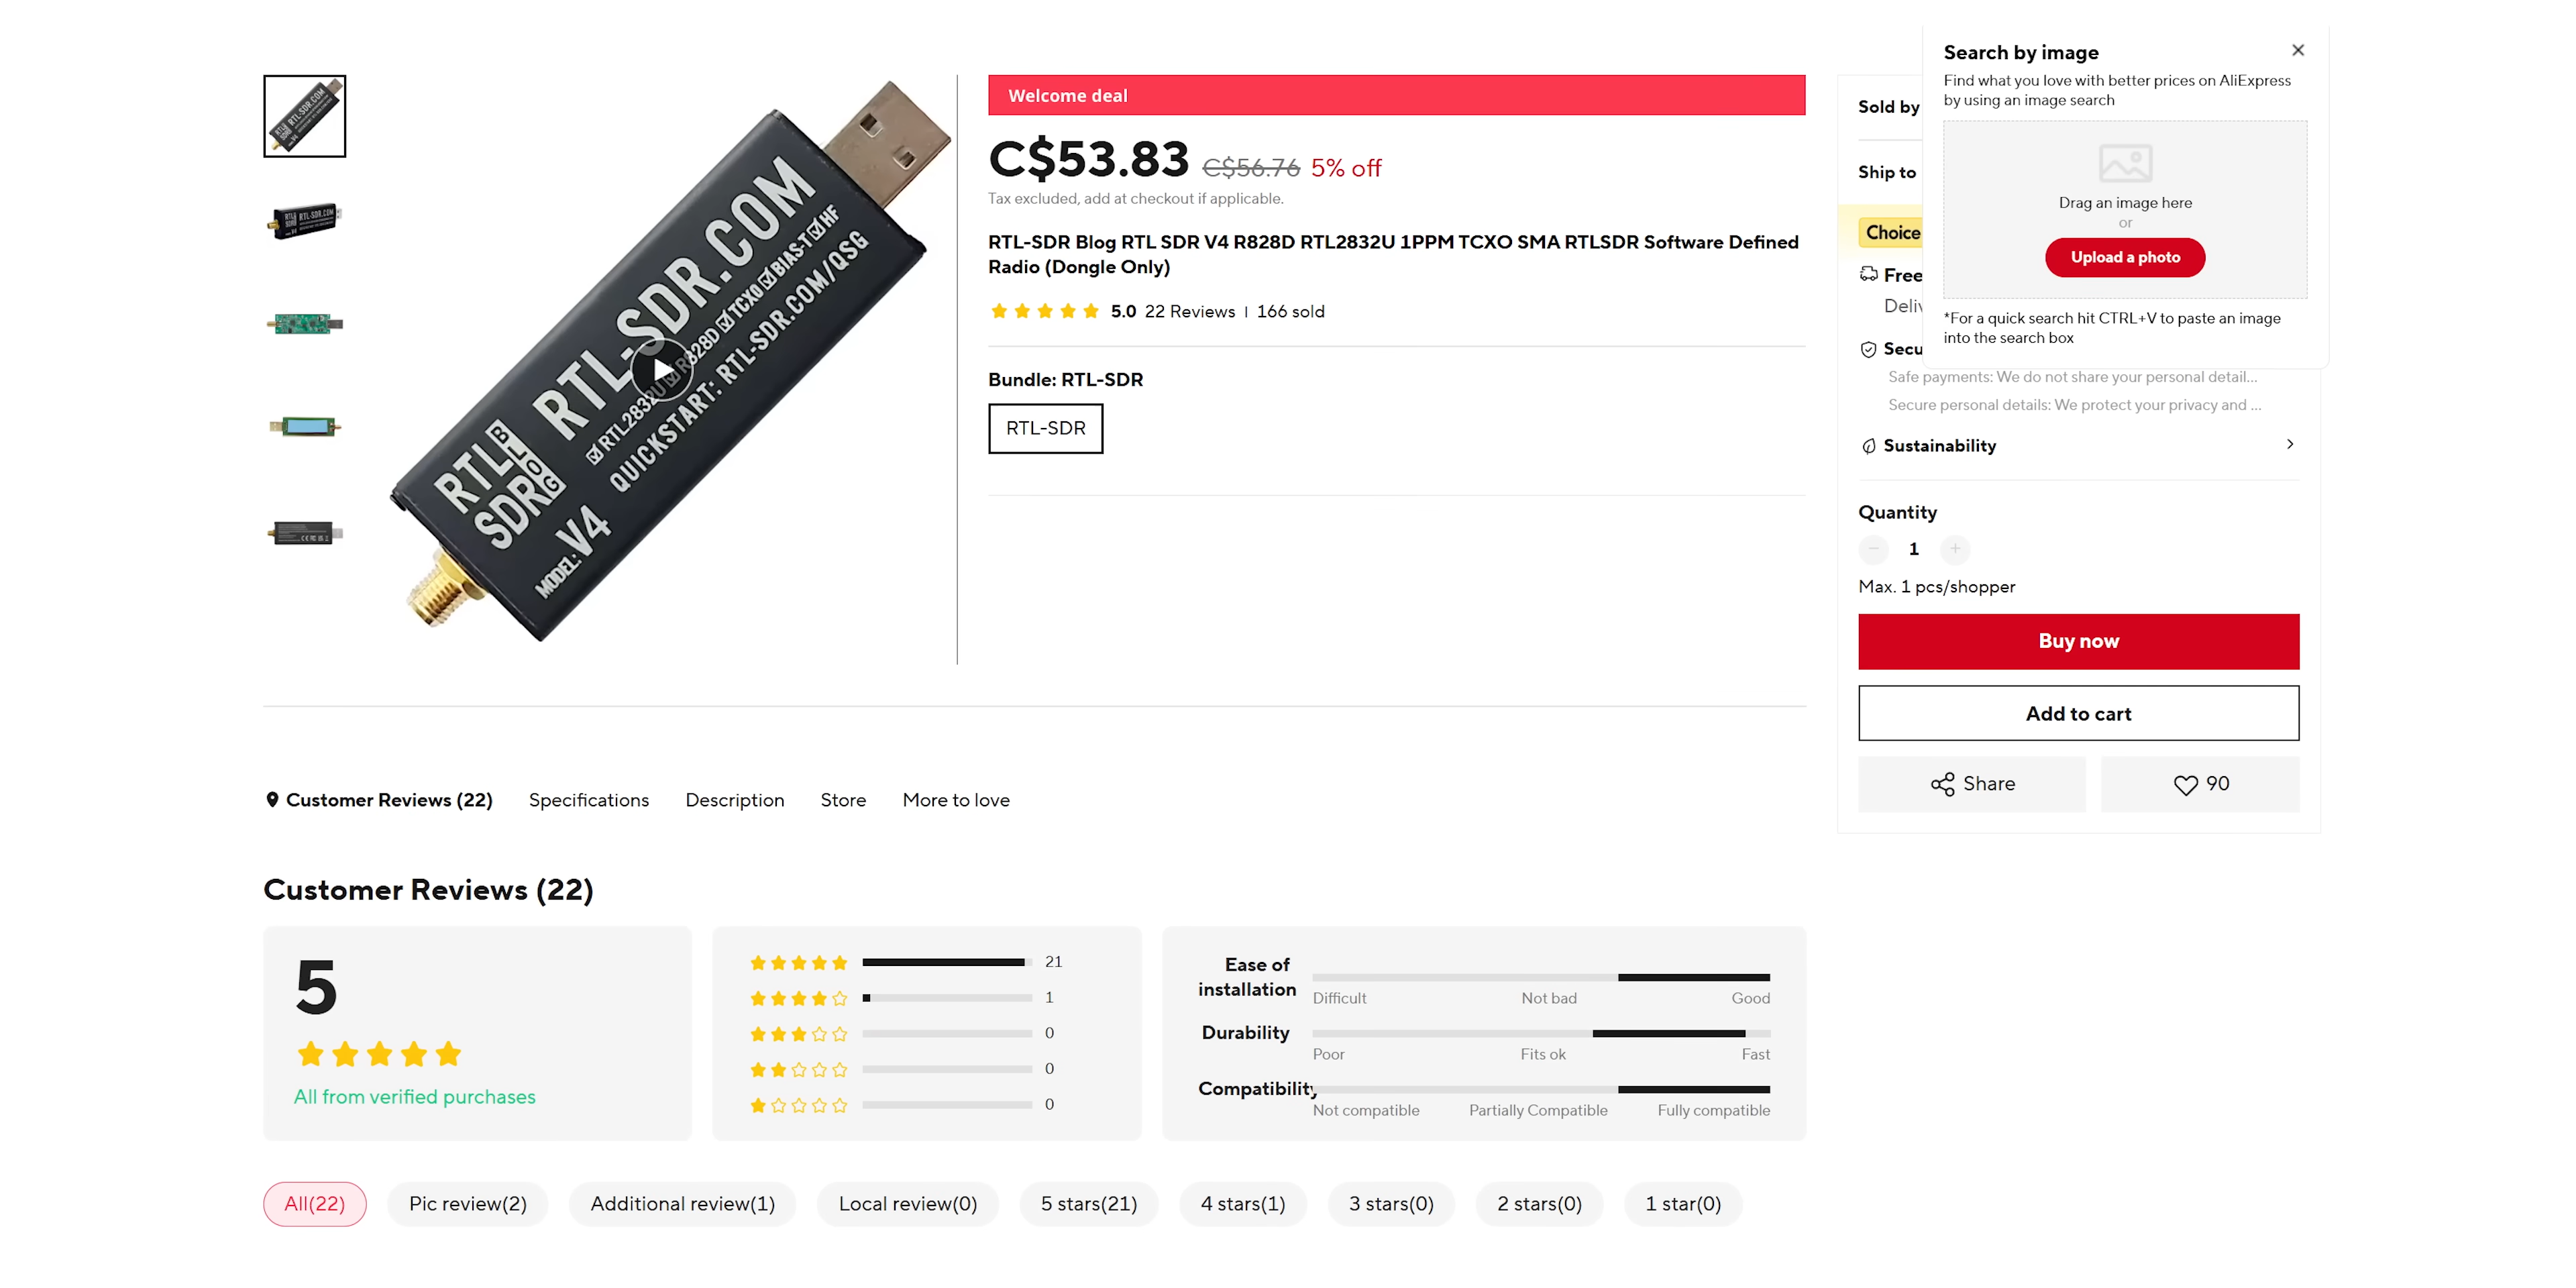 RTL-SDR.COM
RTL-SDR.COM
RTL-SDR.COM
RTL-SDR.COM
RTL
SDR
BLOG
RTL2832U R828D TCXO BIAS-T HF
QUICKSTART: RTL-SDR.COM/QSG
MODEL: V4
Welcome deal
C$53.83 C$56.76 5% off
Tax excluded, add at checkout if applicable.
RTL-SDR Blog RTL SDR V4 R828D RTL2832U 1PPM TCXO SMA RTLSDR Software Defined
Radio (Dongle Only)
5.0 22 Reviews | 166 sold
Bundle: RTL-SDR
RTL-SDR
Search by image
Find what you love with better prices on AliExpress
by using an image search
Drag an image here
or
Upload a photo
*For a quick search hit CTRL+V to paste an image
into the search box
Sold by
Ship to
Choice
Free
Deliv
Secu
Safe payments: We do not share your personal detail...
Secure personal details: We protect your privacy and ...
Sustainability
Quantity
1
Max. 1 pcs/shopper
Buy now
Add to cart
Share
90
Customer Reviews (22) Specifications Description Store More to love
Customer Reviews (22)
5
All from verified purchases
21
1
0
0
0
Ease of
installation
Difficult Not bad Good
Durability
Poor Fits ok Fast
Compatibility
Not compatible Partially Compatible Fully compatible
All(22) Pic review(2) Additional review(1) Local review(0) 5 stars(21) 4 stars(1) 3 stars(0) 2 stars(0) 1 star(0)